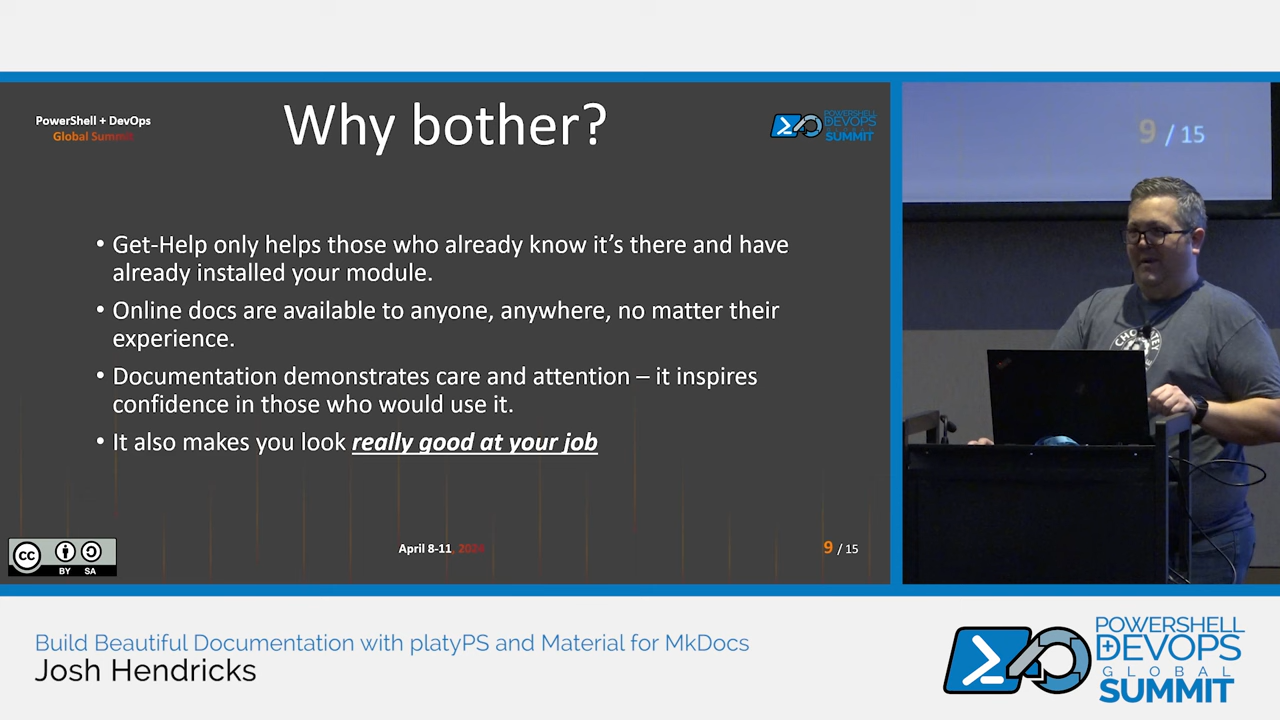 PowerShell + DevOps
Global Summit
Why bother?
POWERSHELL
DEVOPS
GLOBAL
SUMMIT
• Get-Help only helps those who already know it’s there and have
already installed your module.
• Online docs are available to anyone, anywhere, no matter their
experience.
• Documentation demonstrates care and attention – it inspires
confidence in those who would use it.
• It also makes you look really good at your job
cc
BY SA
April 8-11, 2024
9 / 15
9 / 15
Build Beautiful Documentation with platyPS and Material for MkDocs
Josh Hendricks
POWERSHELL
DEVOPS
GLOBAL
SUMMIT